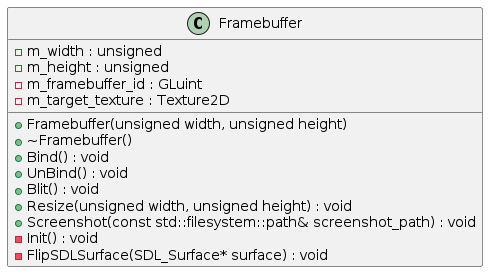 C Framebuffer
m_width : unsigned
m_height : unsigned
m_framebuffer_id : GLuint
m_target_texture : Texture2D
Framebuffer(unsigned width, unsigned height)
~Framebuffer()
Bind() : void
UnBind() : void
Blit() : void
Resize(unsigned width, unsigned height) : void
Screenshot(const std::filesystem::path& screenshot_path) : void
Init() : void
FlipSDLSurface(SDL_Surface* surface) : void